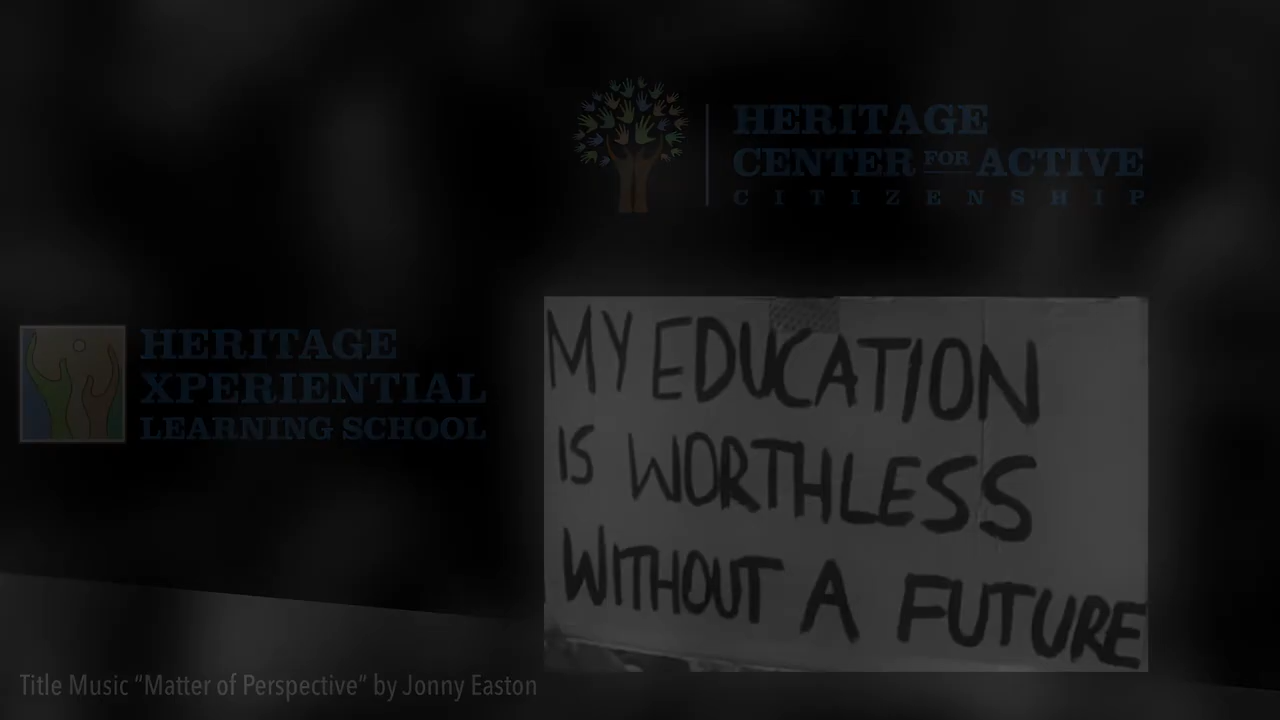 HERITAGE
CENTER FOR ACTIVE
CITIZENSHIP
HERITAGE
XPERIENTIAL
LEARNING SCHOOL
MY EDUCATION
IS WORTHLESS
WITHOUT A FUTURE
Title Music “Matter of Perspective” by Jonny Easton